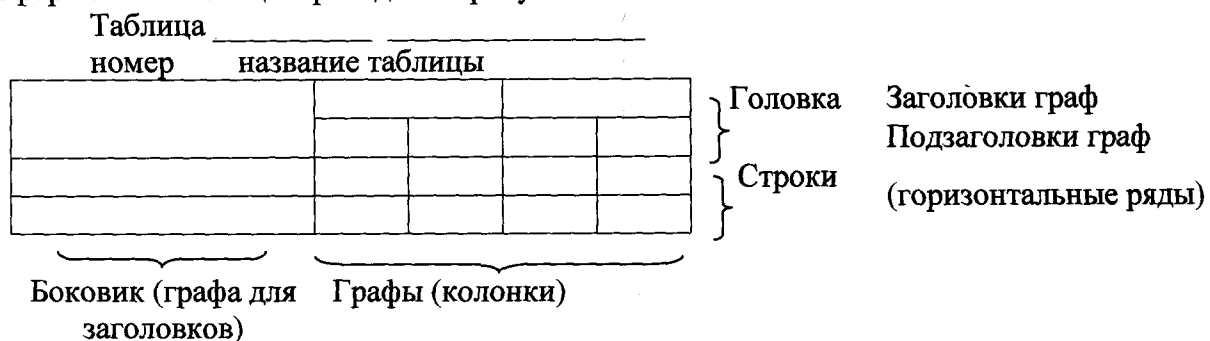 Таблица
номер название таблицы
Головка Заголовки граф
Подзаголовки граф
Строки
(горизонтальные ряды)
Боковик (графа для Графы (колонки)
заголовков)